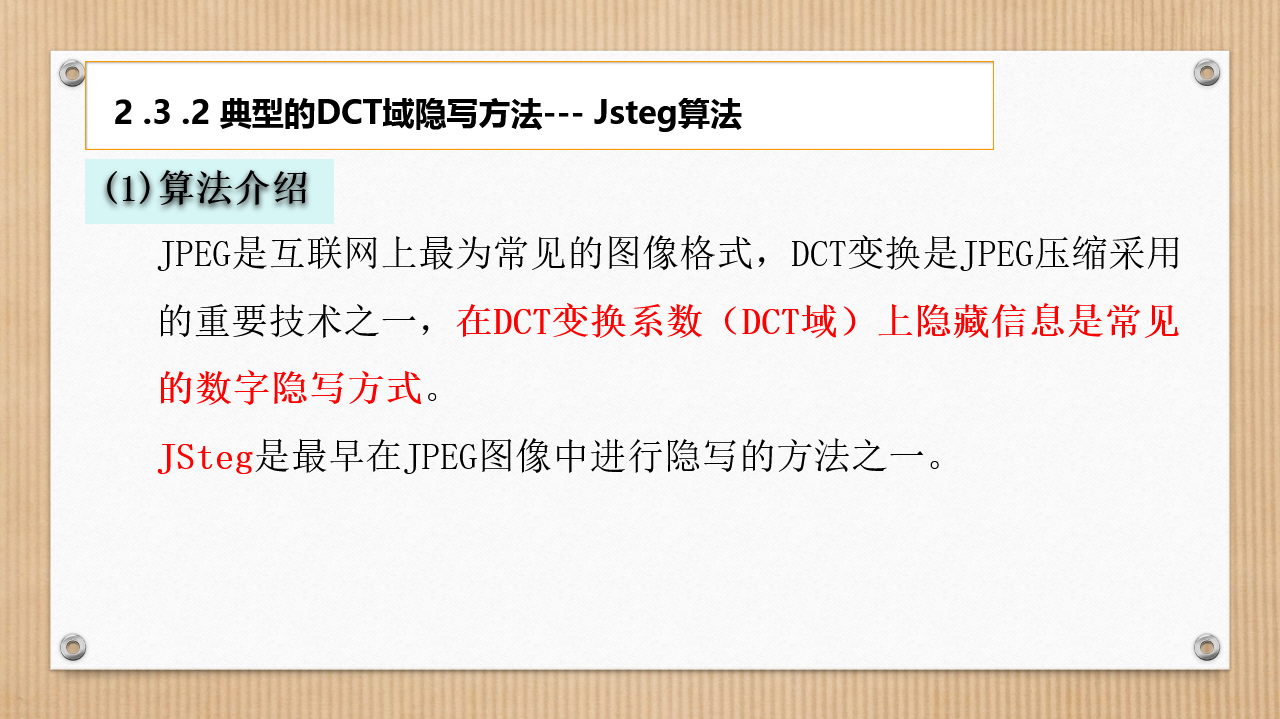 2 .3 .2 典型的DCT域隐写方法--- Jsteg算法
(1)算法介绍
JPEG是互联网上最为常见的图像格式，DCT变换是JPEG压缩采用
的重要技术之一，在DCT变换系数（DCT域）上隐藏信息是常见
的数字隐写方式。
JSteg是最早在JPEG图像中进行隐写的方法之一。